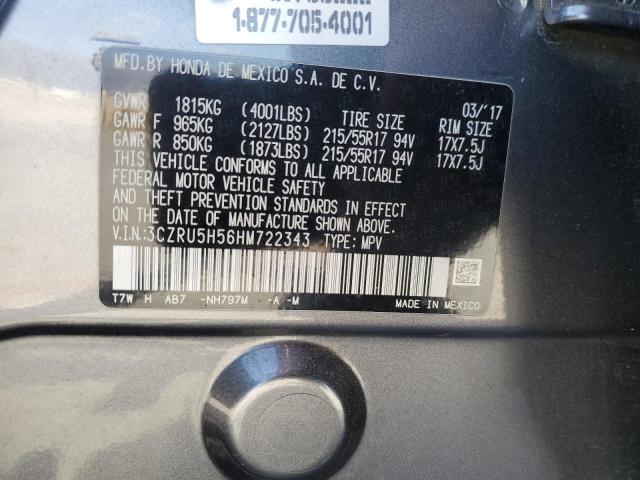 1-877-705-4001
MFD.BY HONDA DE MEXICO S.A. DE C.V.
03/'17
GVWR 1815KG (4001LBS) TIRE SIZE RIM SIZE
GAWR F 965KG (2127LBS) 215/55R17 94V 17X7.5J
GAWR R 850KG (1873LBS) 215/55R17 94V 17X7.5J
THIS VEHICLE CONFORMS TO ALL APPLICABLE
FEDERAL MOTOR VEHICLE SAFETY
AND THEFT PREVENTION STANDARDS IN EFFECT
ON THE DATE OF MANUFACTURE SHOWN ABOVE.
V.I.N:3CZRU5H56HM722343 TYPE: MPV
T7W H AB7 -NH797M -A -M MADE IN MEXICO